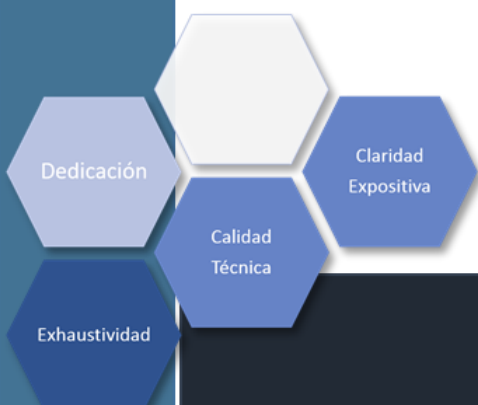 Dedicación
Claridad
Expositiva
Calidad
Técnica
Exhaustividad